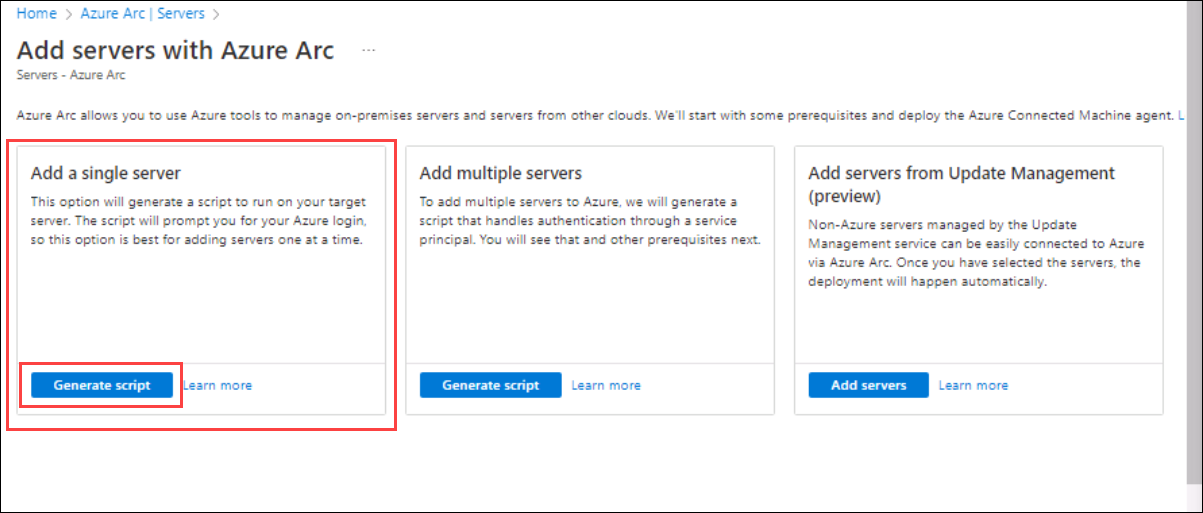 Home > Azure Arc | Servers >
Add servers with Azure Arc ...
Servers - Azure Arc
Azure Arc allows you to use Azure tools to manage on-premises servers and servers from other clouds. We'll start with some prerequisites and deploy the Azure Connected Machine agent. L
Add a single server
This option will generate a script to run on your target
server. The script will prompt you for your Azure login,
so this option is best for adding servers one at a time.
Generate script Learn more
Add multiple servers
To add multiple servers to Azure, we will generate a
script that handles authentication through a service
principal. You will see that and other prerequisites next.
Generate script Learn more
Add servers from Update Management
(preview)
Non-Azure servers managed by the Update
Management service can be easily connected to Azure
via Azure Arc. Once you have selected the servers, the
deployment will happen automatically.
Add servers Learn more